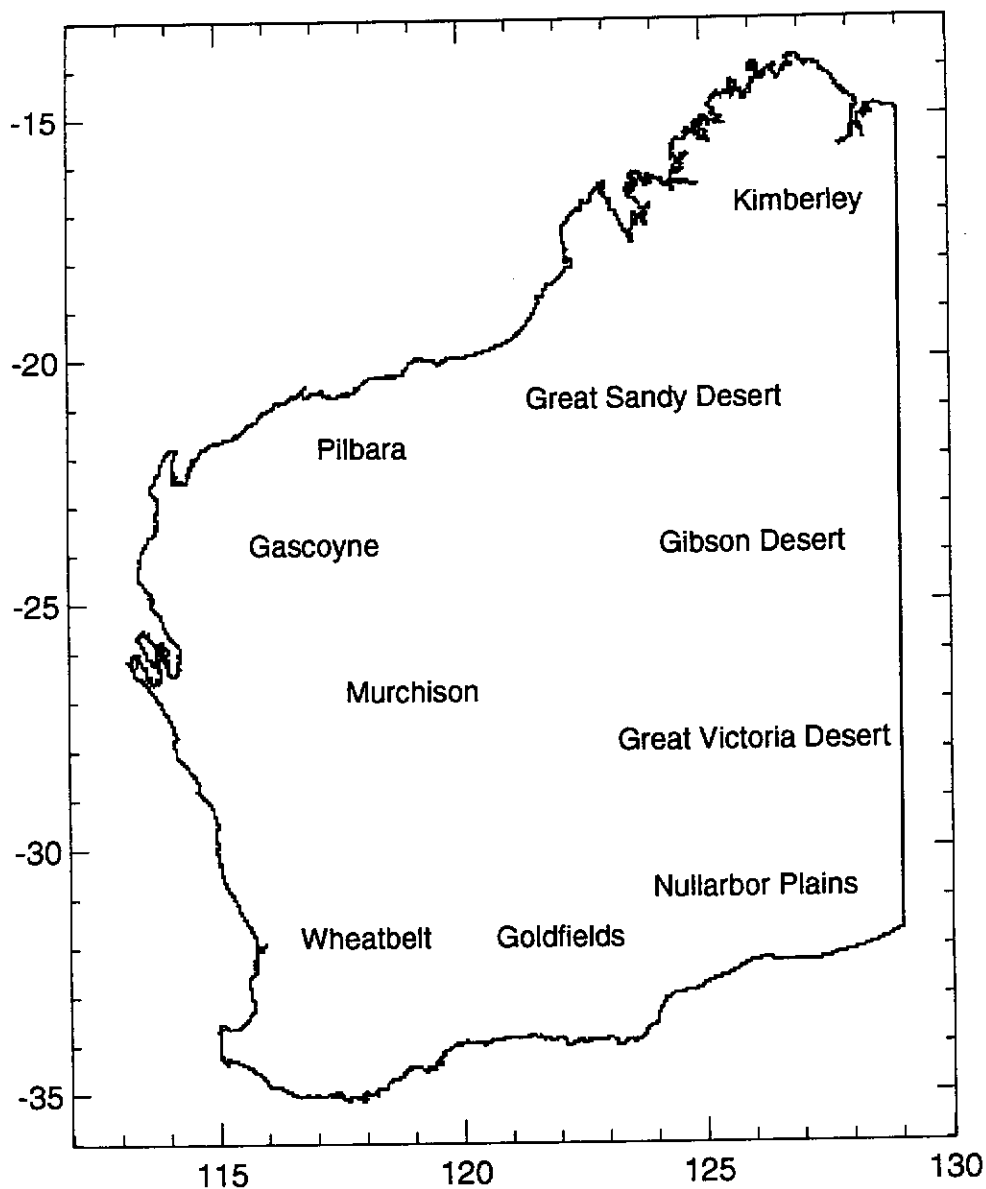 -15
Kimberley
-20
Great Sandy Desert
Pilbara
Gascoyne
Gibson Desert
-25
Murchison
Great Victoria Desert
-30
Nullarbor Plains
Wheatbelt
Goldfields
-35
115
120
125
130